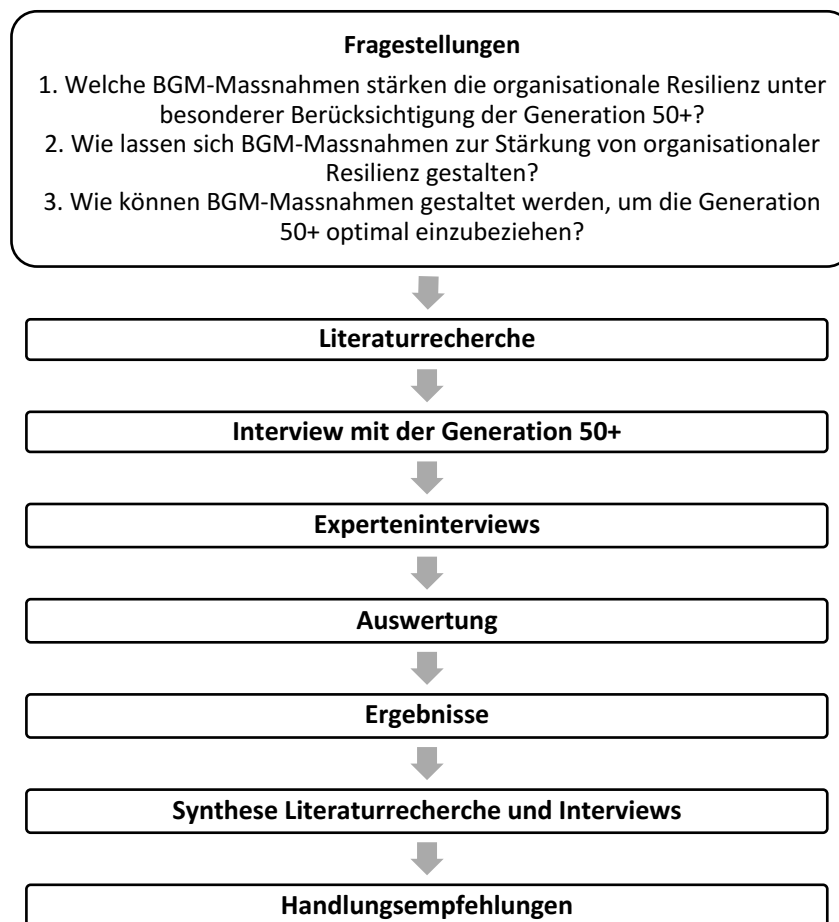 Fragestellungen
1. Welche BGM-Massnahmen stärken die organisationale Resilienz unter
besonderer Berücksichtigung der Generation 50+?
2. Wie lassen sich BGM-Massnahmen zur Stärkung von organisationaler
Resilienz gestalten?
3. Wie können BGM-Massnahmen gestaltet werden, um die Generation
50+ optimal einzubeziehen?
Literaturrecherche
Interview mit der Generation 50+
Experteninterviews
Auswertung
Ergebnisse
Synthese Literaturrecherche und Interviews
Handlungsempfehlungen